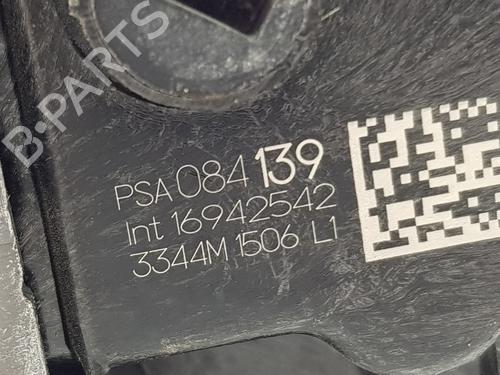 B-PARTS
PSA 084 139
Int 16942542
3344M 1506 L1